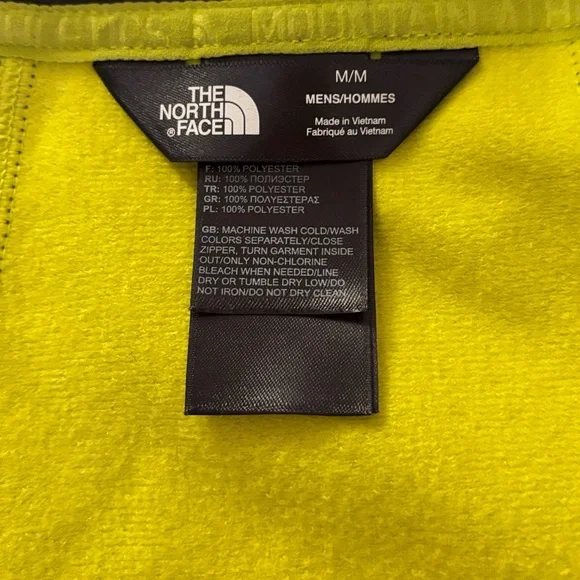 MOUNTAIN ATH
THE
NORTH
FACE
®
M/M
MENS/HOMMES
Made in Vietnam
Fabriqué au Vietnam
F: 100% POLYESTER
RU: 100% ПОЛИЭСТЕР
TR: 100% POLYESTER
GR: 100% ΠΟΛΥΕΣΤΕΡΑΣ
PL: 100% POLYESTER
GB: MACHINE WASH COLD/WASH
COLORS SEPARATELY/CLOSE
ZIPPER, TURN GARMENT INSIDE
OUT/ONLY NON-CHLORINE
BLEACH WHEN NEEDED/LINE
DRY OR TUMBLE DRY LOW/DO
NOT IRON/DO NOT DRY CLEAN